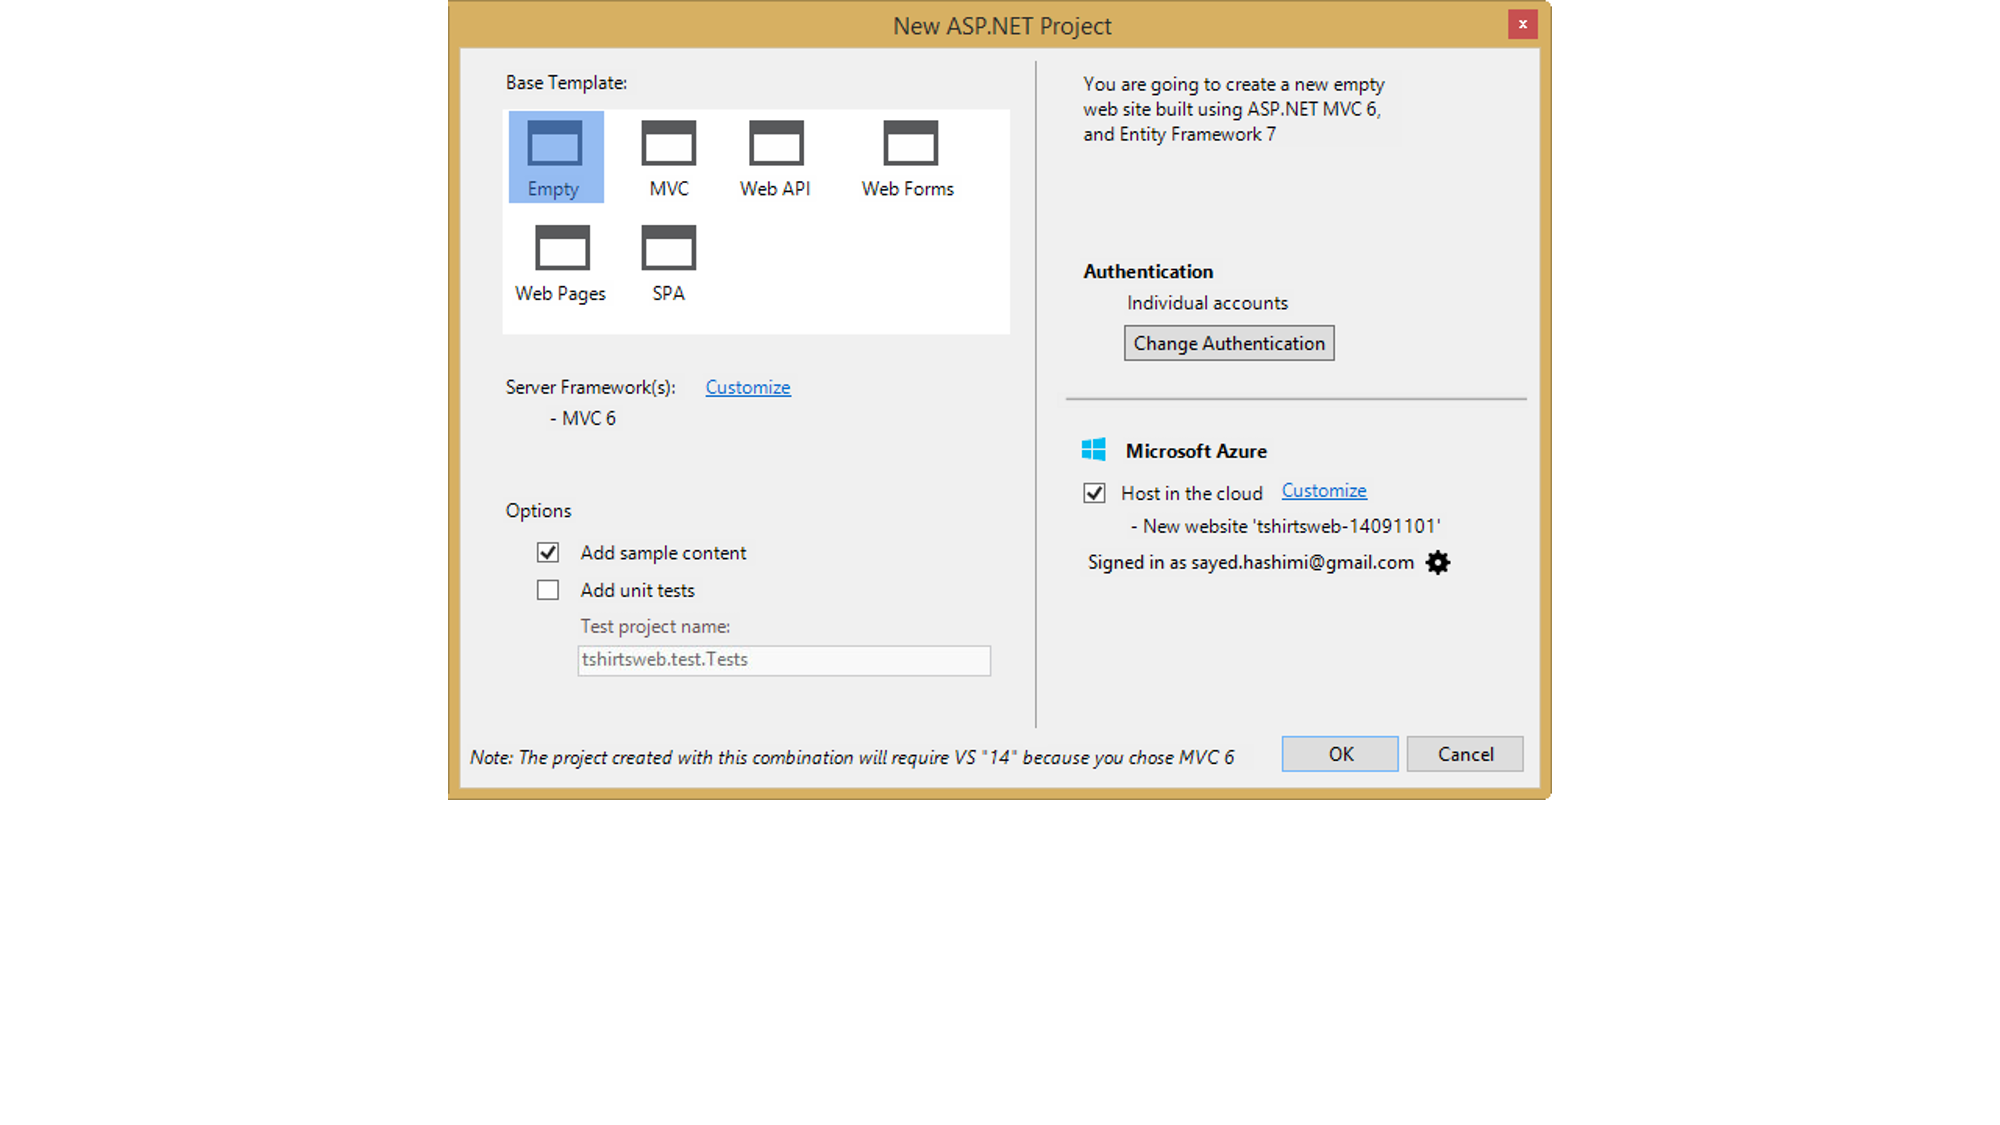 New ASP.NET Project
x
Base Template:
Empty
MVC
Web API
Web Forms
Web Pages
SPA
Server Framework(s): Customize
- MVC 6
Options
Add sample content
Add unit tests
Test project name:
tshirtsweb.test.Tests
You are going to create a new empty
web site built using ASP.NET MVC 6,
and Entity Framework 7
Authentication
Individual accounts
Change Authentication
Microsoft Azure
Host in the cloud Customize
- New website 'tshirtsweb-14091101'
Signed in as sayed.hashimi@gmail.com
Note: The project created with this combination will require VS "14" because you chose MVC 6
OK
Cancel